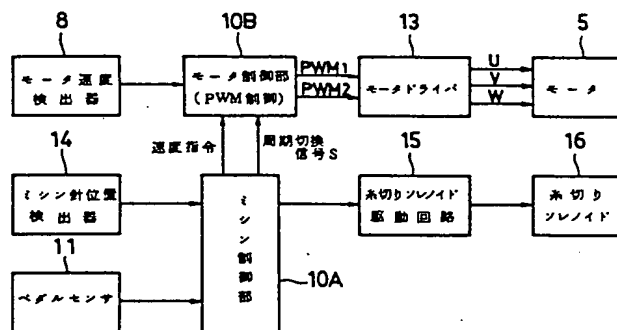 8
10B
13
5
モータ速度
検出器
モータ制御部
(PWM制御)
PWM1
PWM2
モータドライバ
U
V
W
モータ
速度指令
周期切換
信号S
14
15
16
ミシン針位置
検出器
ミシン制御部
糸切りソレノイド
駆動回路
糸切り
ソレノイド
11
ペダルセンサ
10A